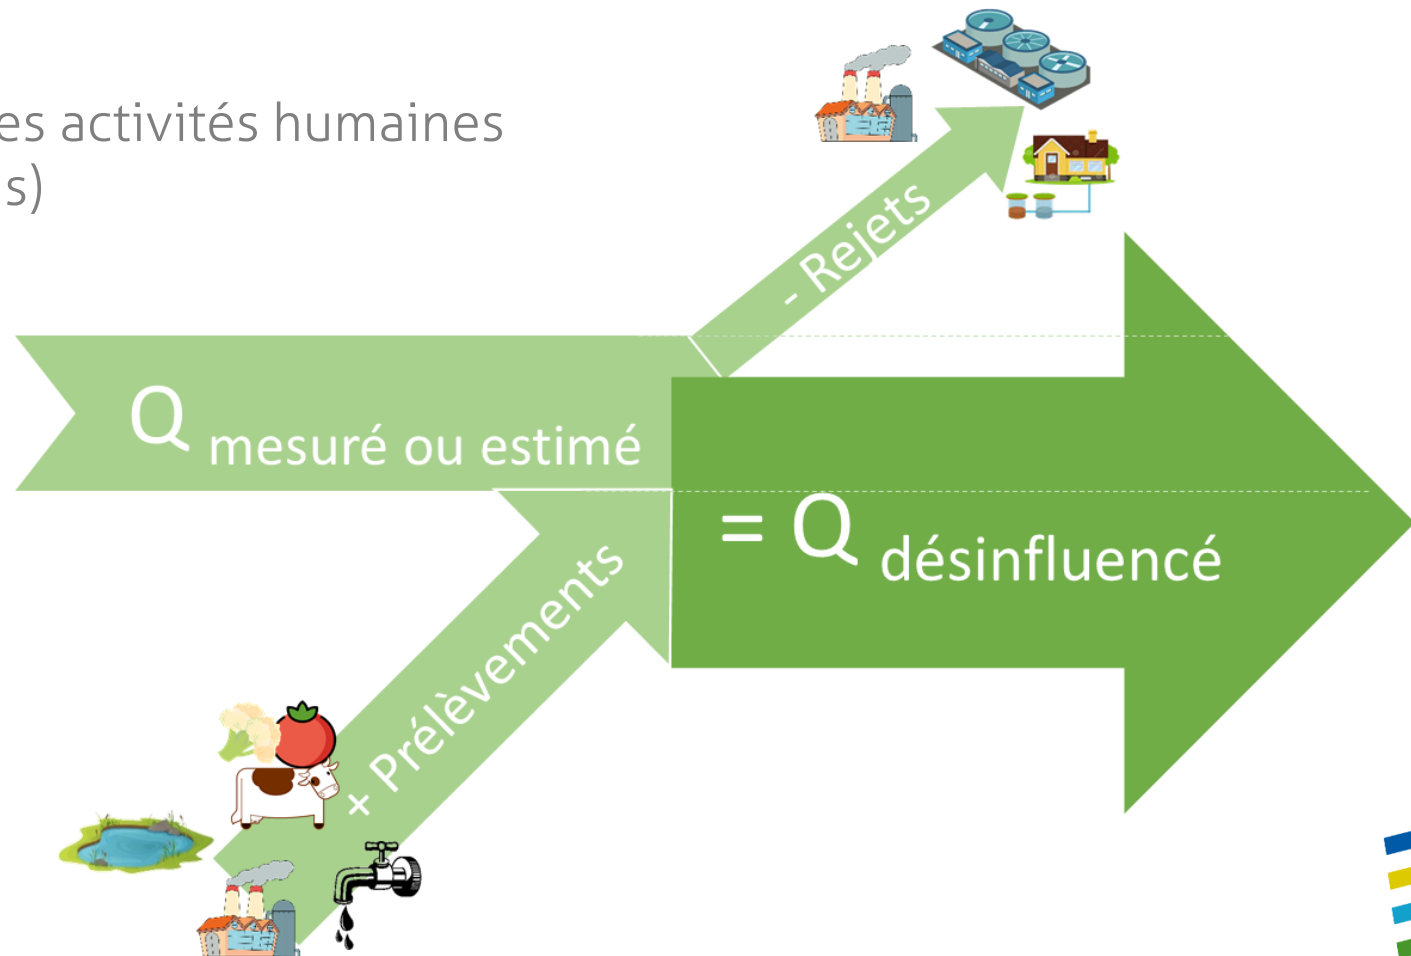 es activités humaines
s)
- Rejets
Q mesuré ou estimé
= Q désinfluencé
+ Prélèvements